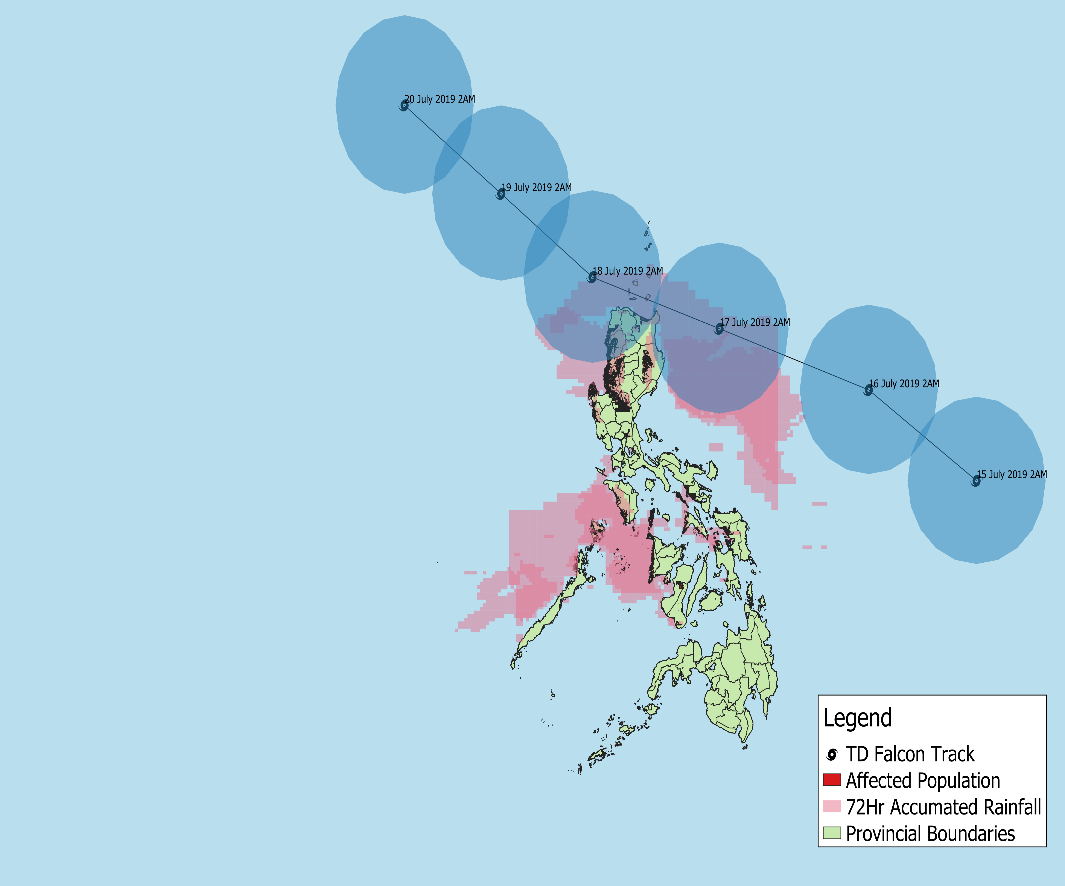 20 July 2019 2AM
19 July 2019 2AM
18 July 2019 2AM
17 July 2019 2AM
16 July 2019 2AM
15 July 2019 2AM
Legend
TD Falcon Track
Affected Population
72Hr Accumated Rainfall
Provincial Boundaries